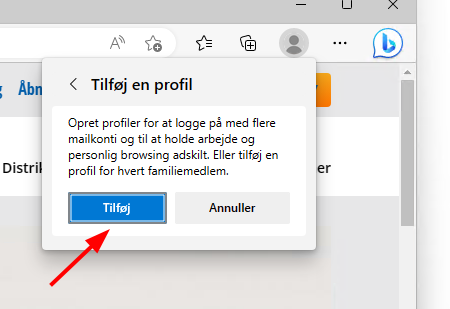 Åbn
Tilføj en profil
Opret profiler for at logge på med flere
mailkonti og til at holde arbejde og
personlig browsing adskilt. Eller tilføj en
profil for hvert familiemedlem.
Distrik
er
Tilføj
Annuller